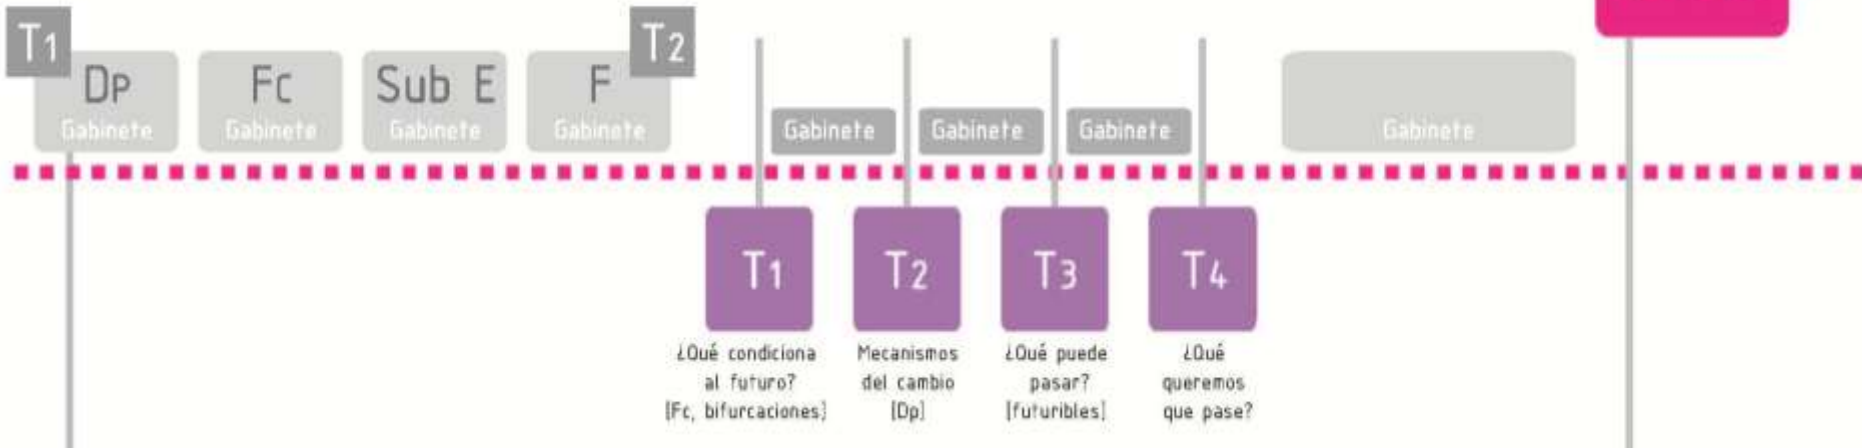 T1
T2
Dp
Fc
Sub E
F
Gabinete
Gabinete
Gabinete
Gabinete
Gabinete
Gabinete
Gabinete
Gabinete
T1
T2
T3
T4
¿Qué condiciona
al futuro?
[Fc, bifurcaciones]
Mecanismos
del cambio
[Dp]
¿Qué puede
pasar?
[futuribles]
¿Qué
queremos
que pase?